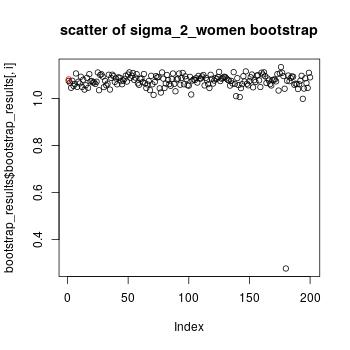 scatter of sigma_2_women bootstrap
bootstrap_results$bootstrap_results[, i]
1.0
0.8
0.6
0.4
0 50 100 150 200
Index